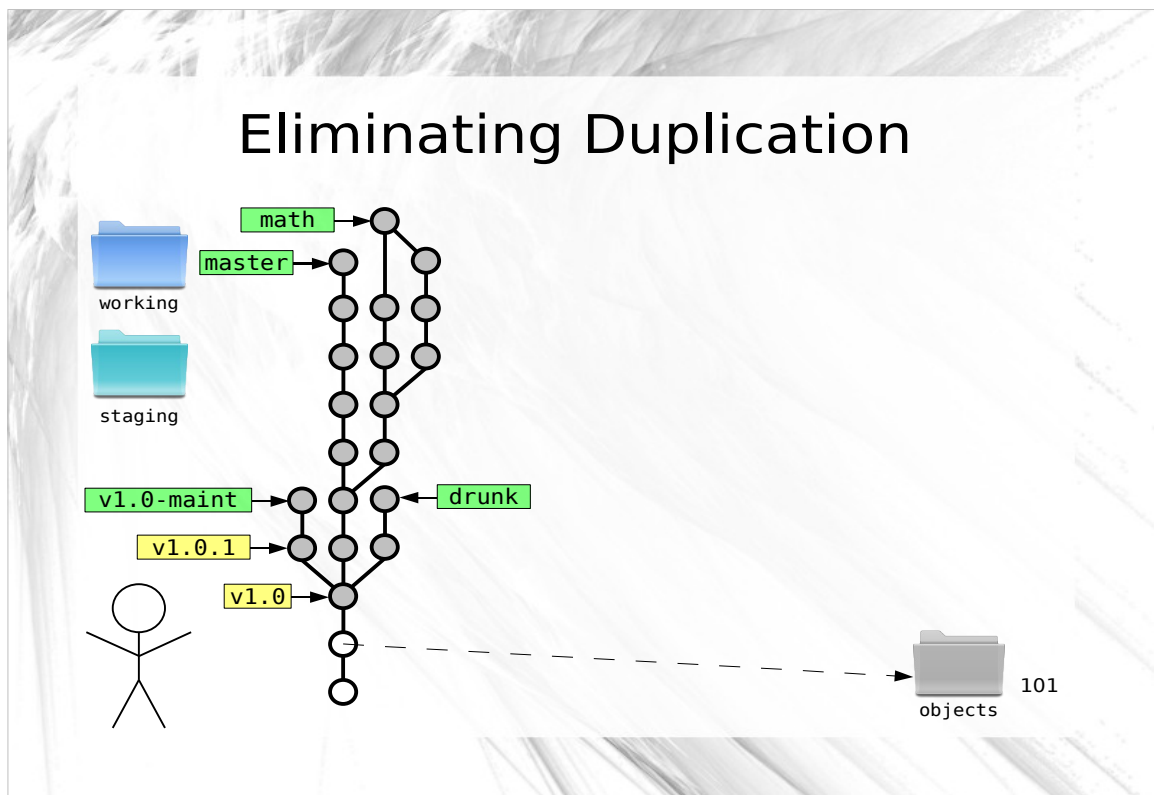 Eliminating Duplication
math
master
working
staging
v1.0-maint
drunk
v1.0.1
v1.0
101
objects